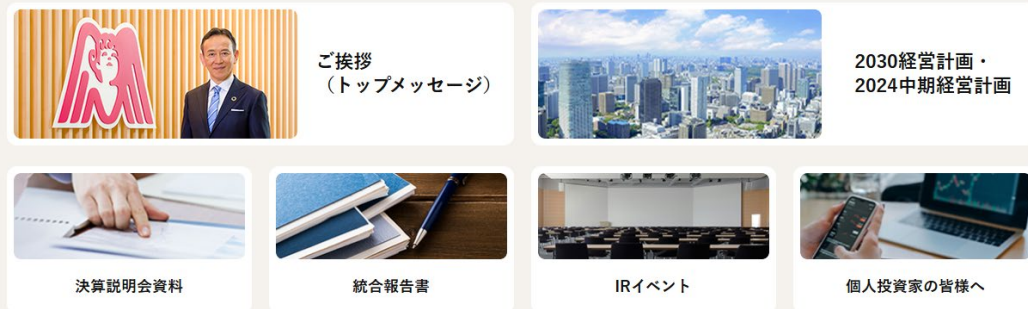 ご挨拶
（トップメッセージ）
2030経営計画・
2024中期経営計画
決算説明会資料
統合報告書
IRイベント
個人投資家の皆様へ